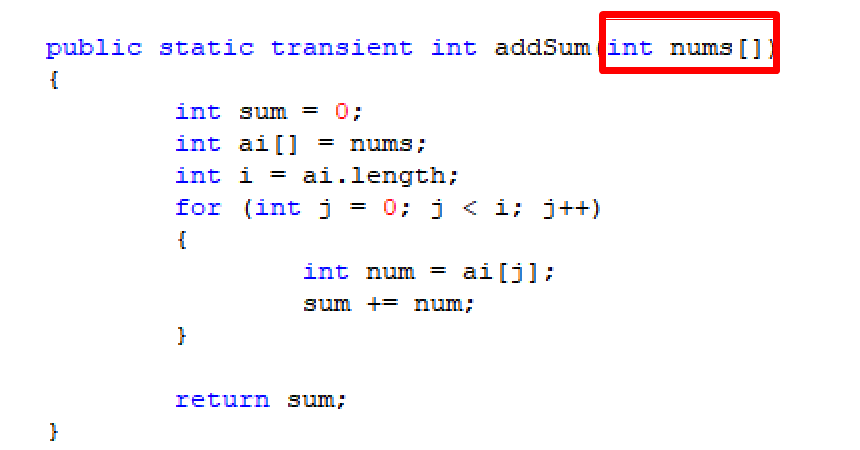 public static transient int addSum(int nums[])
{
int sum = 0;
int ai[] = nums;
int i = ai.length;
for (int j = 0; j < i; j++)
{
int num = ai[j];
sum += num;
}
return sum;
}